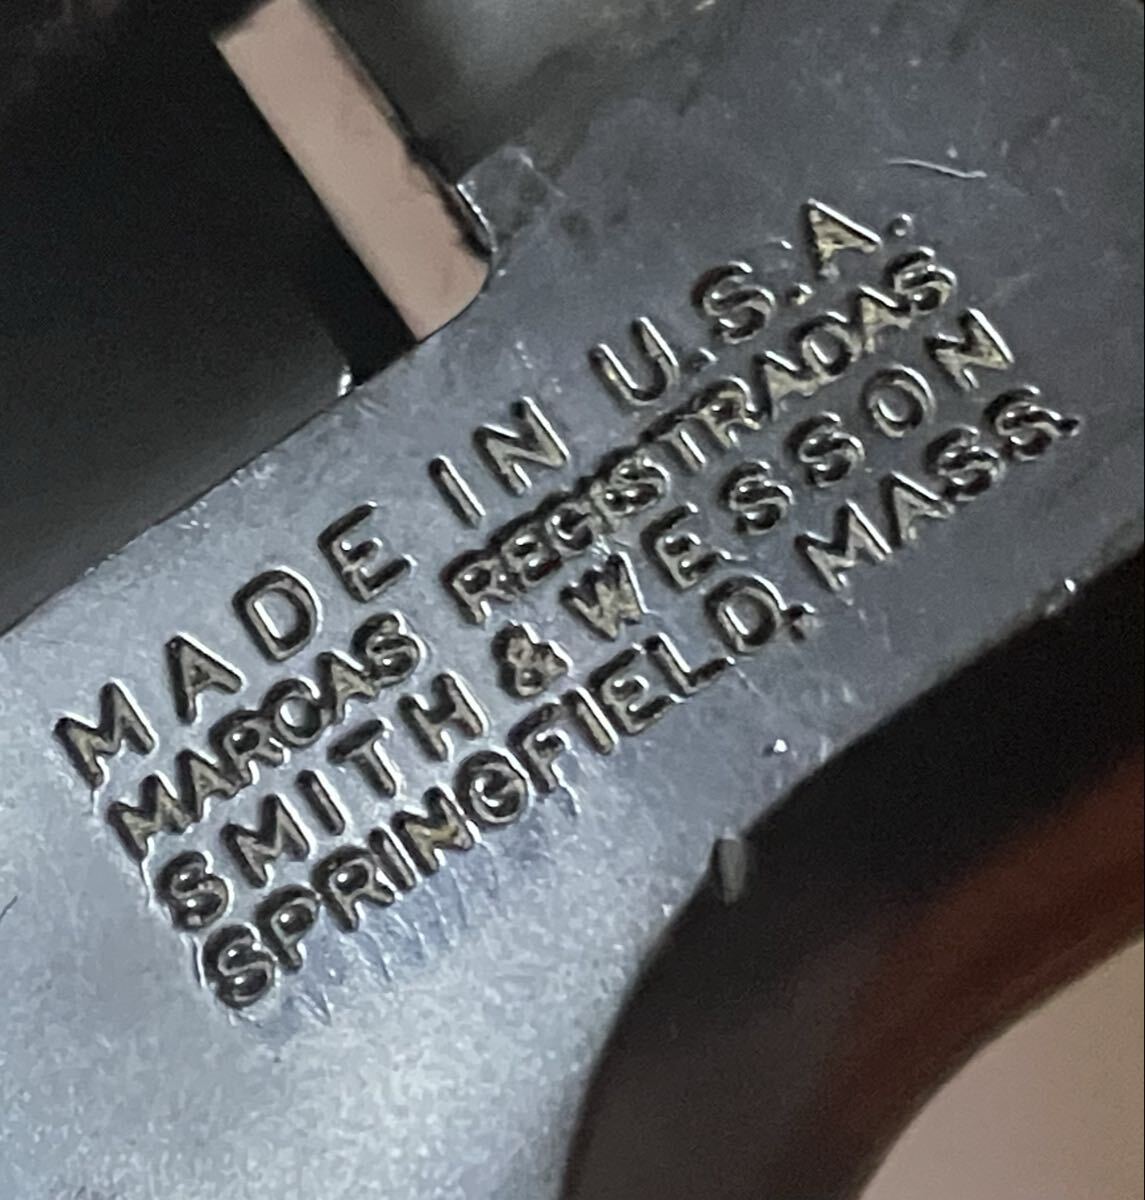 MADE IN U.S.A.
MARCAS REGISTRADAS
SMITH & WESSON
SPRINGFIELD, MASS.